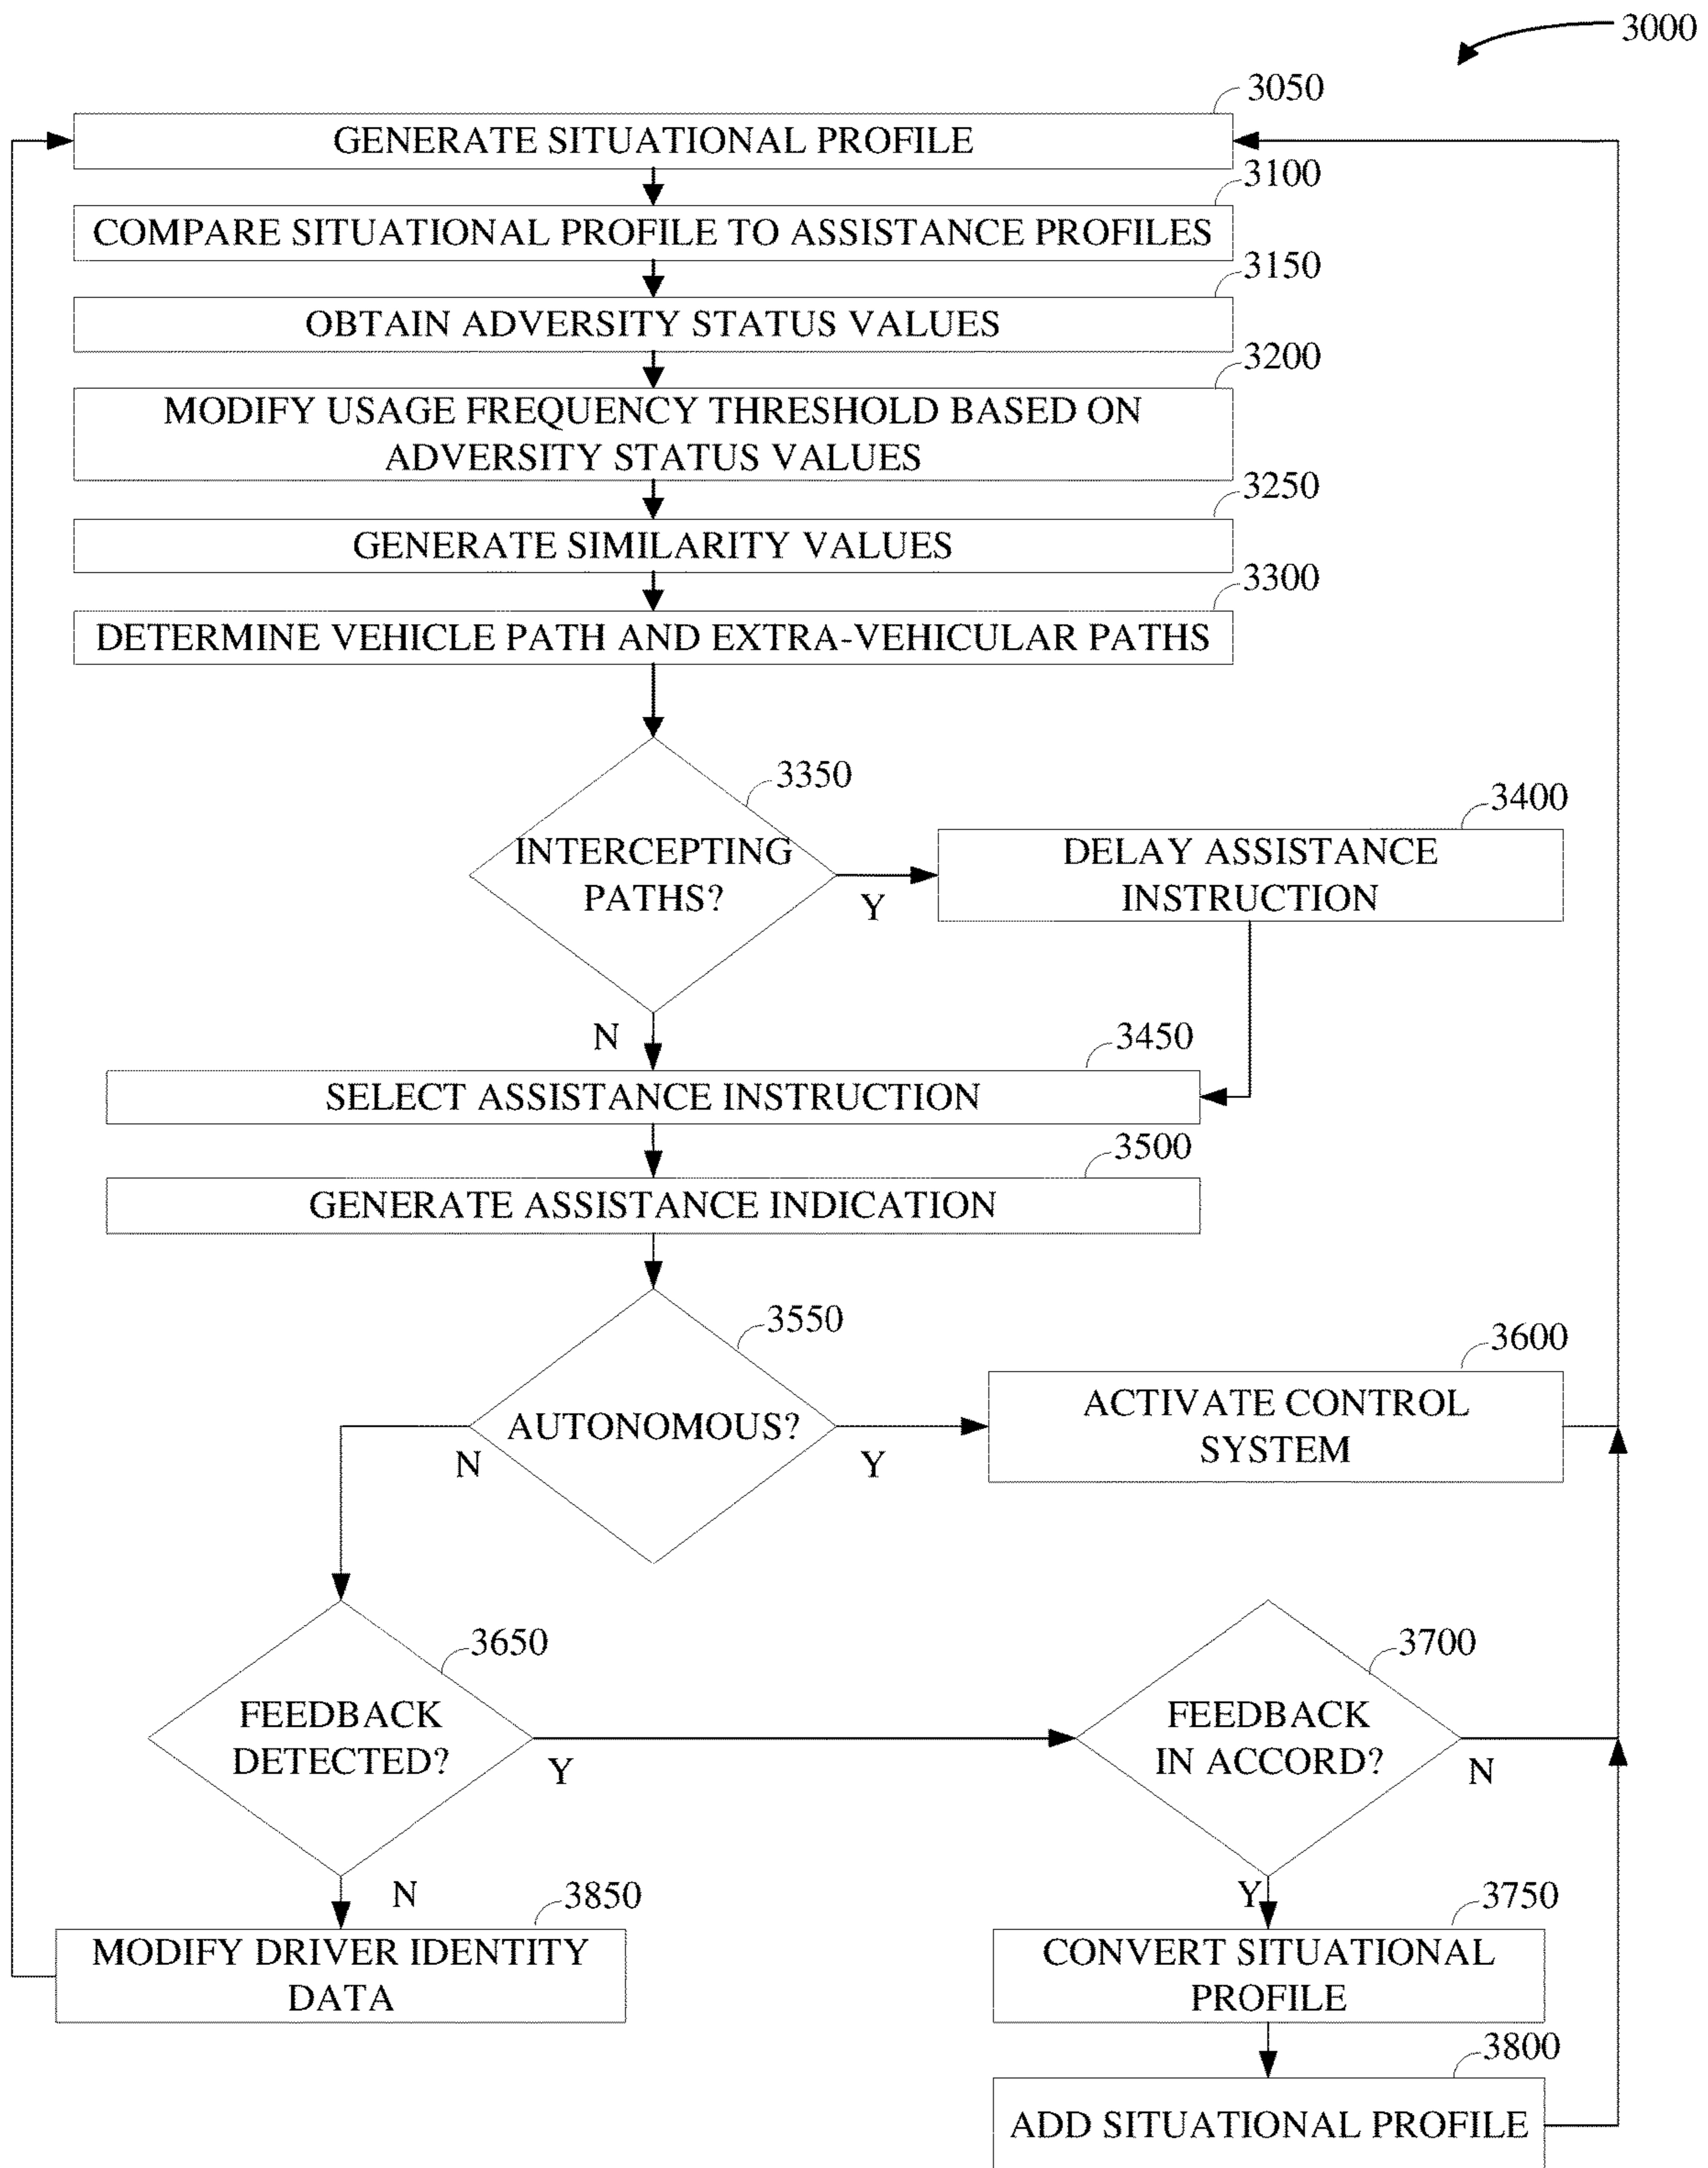 3000
3050
GENERATE SITUATIONAL PROFILE
3100
COMPARE SITUATIONAL PROFILE TO ASSISTANCE PROFILES
3150
OBTAIN ADVERSITY STATUS VALUES
3200
MODIFY USAGE FREQUENCY THRESHOLD BASED ON
ADVERSITY STATUS VALUES
3250
GENERATE SIMILARITY VALUES
3300
DETERMINE VEHICLE PATH AND EXTRA-VEHICULAR PATHS
3350
INTERCEPTING
PATHS?
Y
3400
DELAY ASSISTANCE
INSTRUCTION
N
3450
SELECT ASSISTANCE INSTRUCTION
3500
GENERATE ASSISTANCE INDICATION
3550
AUTONOMOUS?
N
Y
3600
ACTIVATE CONTROL
SYSTEM
3650
FEEDBACK
DETECTED?
Y
3700
FEEDBACK
IN ACCORD?
N
N
3850
MODIFY DRIVER IDENTITY
DATA
Y
3750
CONVERT SITUATIONAL
PROFILE
3800
ADD SITUATIONAL PROFILE